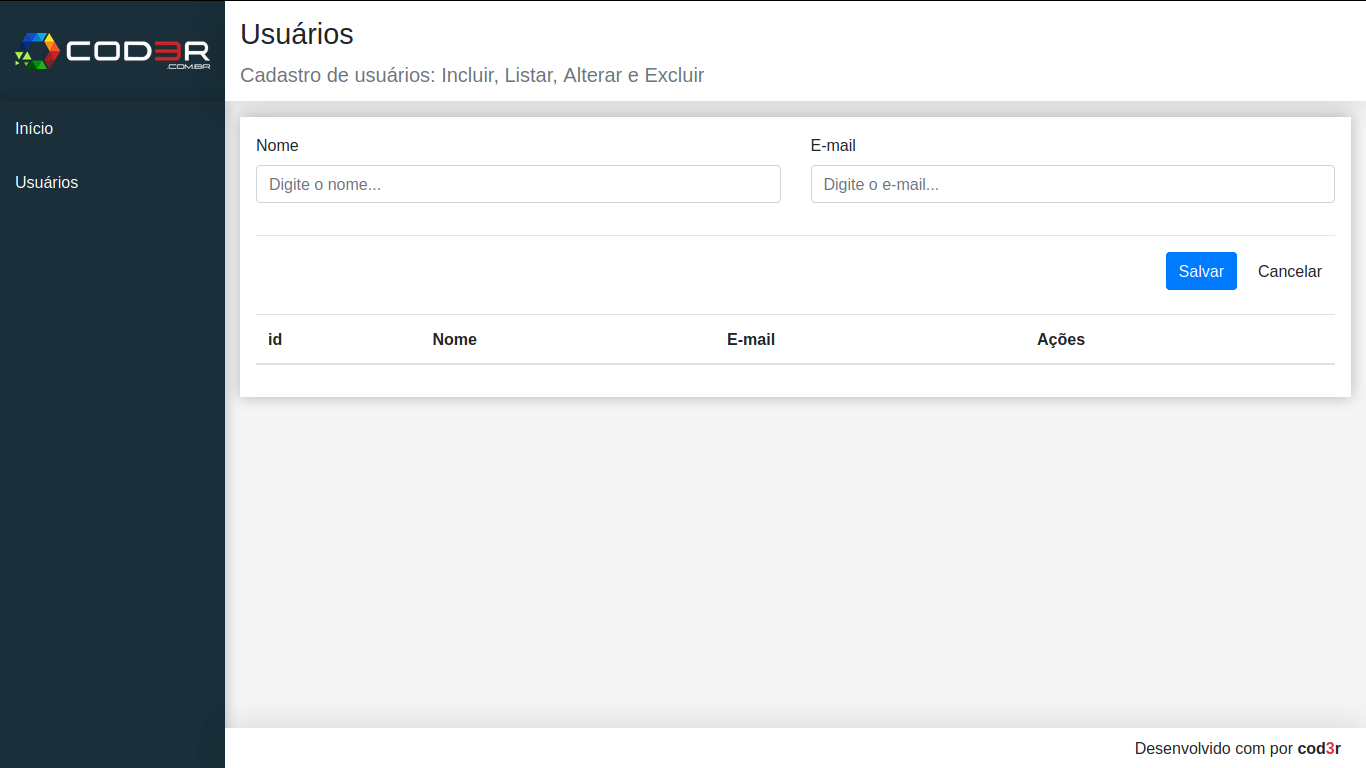 COD3R
.COM.BR
Início
Usuários
Usuários
Cadastro de usuários: Incluir, Listar, Alterar e Excluir
Nome E-mail
Digite o nome... Digite o e-mail...
Salvar Cancelar
id Nome E-mail Ações
Desenvolvido com por cod3r